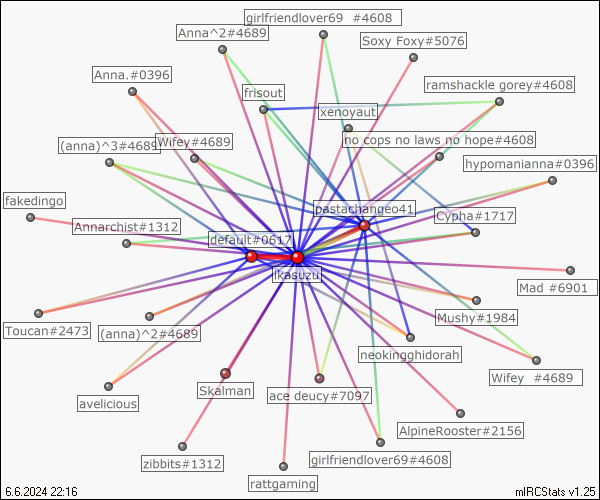 girlfriendlover69  #4608
Anna^2#4689
Soxy Foxy#5076
Anna.#0396
ramshackle gorey#4608
frisout
xenoyaut
(anna)^3#4689
Wifey#4689
no cops no laws no hope#4608
hypomanianna#0396
fakedingo
pastachangeo41
Annarchist#1312
Cypha#1717
default#0617
ikasuzu
Mad #6901
Toucan#2473
(anna)^2#4689
Mushy#1984
neokingghidorah
Wifey  #4689
Skalman
avelicious
ace deucy#7097
AlpineRooster#2156
zibbits#1312
girlfriendlover69#4608
rattgaming
6.6.2024 22:16
mIRCStats v1.25